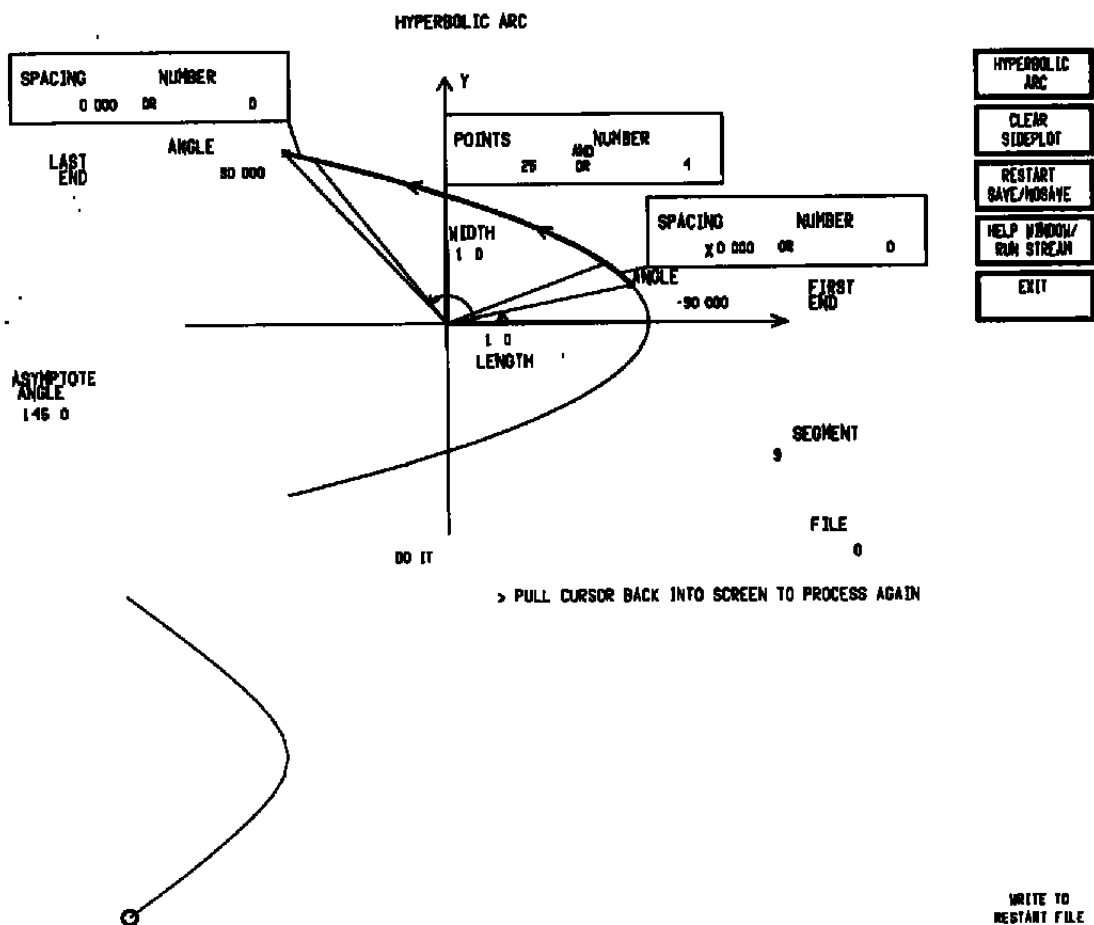 HYPERBOLIC ARC
SPACING NUMBER
0 000 OR 0
LAST
END
ANGLE
90 000
Y
POINTS NUMBER
AND
25 OR 4
WIDTH
1 0
SPACING NUMBER
X 0 000 OR 0
ANGLE
-90 000
FIRST
END
1 0
LENGTH
ASYMPTOTE
ANGLE
145 0
SEGMENT
9
FILE
0
DO IT
> PULL CURSOR BACK INTO SCREEN TO PROCESS AGAIN
HYPERBOLIC
ARC
CLEAR
SIDEPLOT
RESTART
SAVE/NOSAVE
HELP WINDOW/
RUN STREAM
EXIT
WRITE TO
RESTART FILE